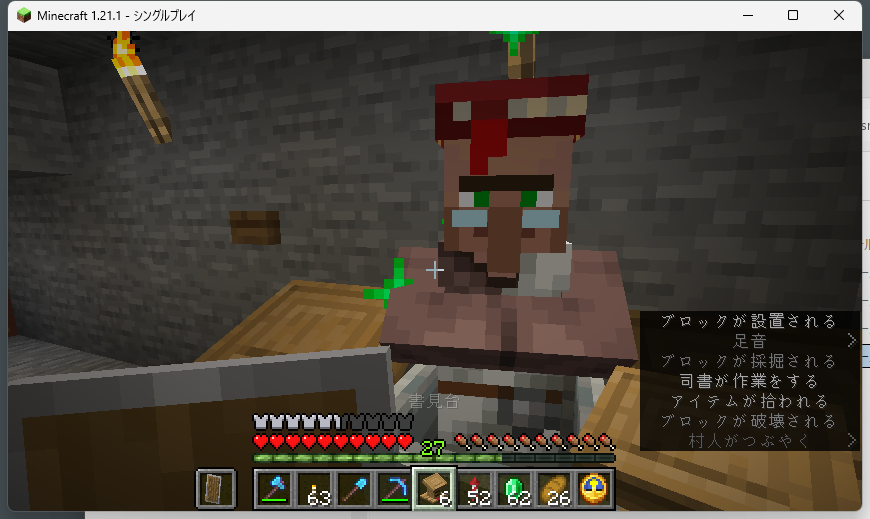 Minecraft 1.21.1 - シングルプレイ
ブロックが設置される
足音 >
ブロックが採掘される
司書が作業をする
アイテムが拾われる
ブロックが破壊される
村人がつぶやく >
書見台
27
63 6 52 62 26